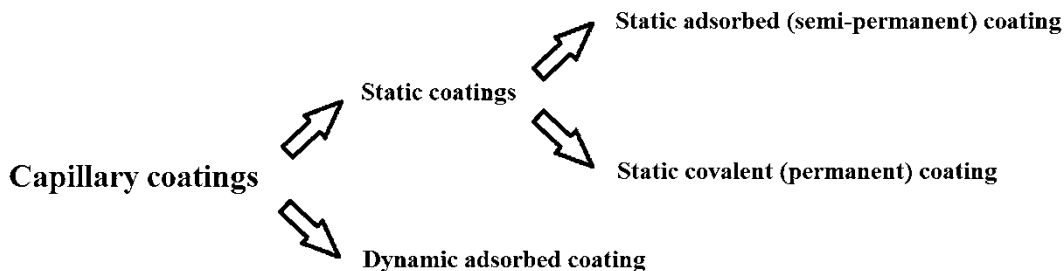 Static adsorbed (semi-permanent) coating
Static coatings
Static covalent (permanent) coating
Capillary coatings
Dynamic adsorbed coating